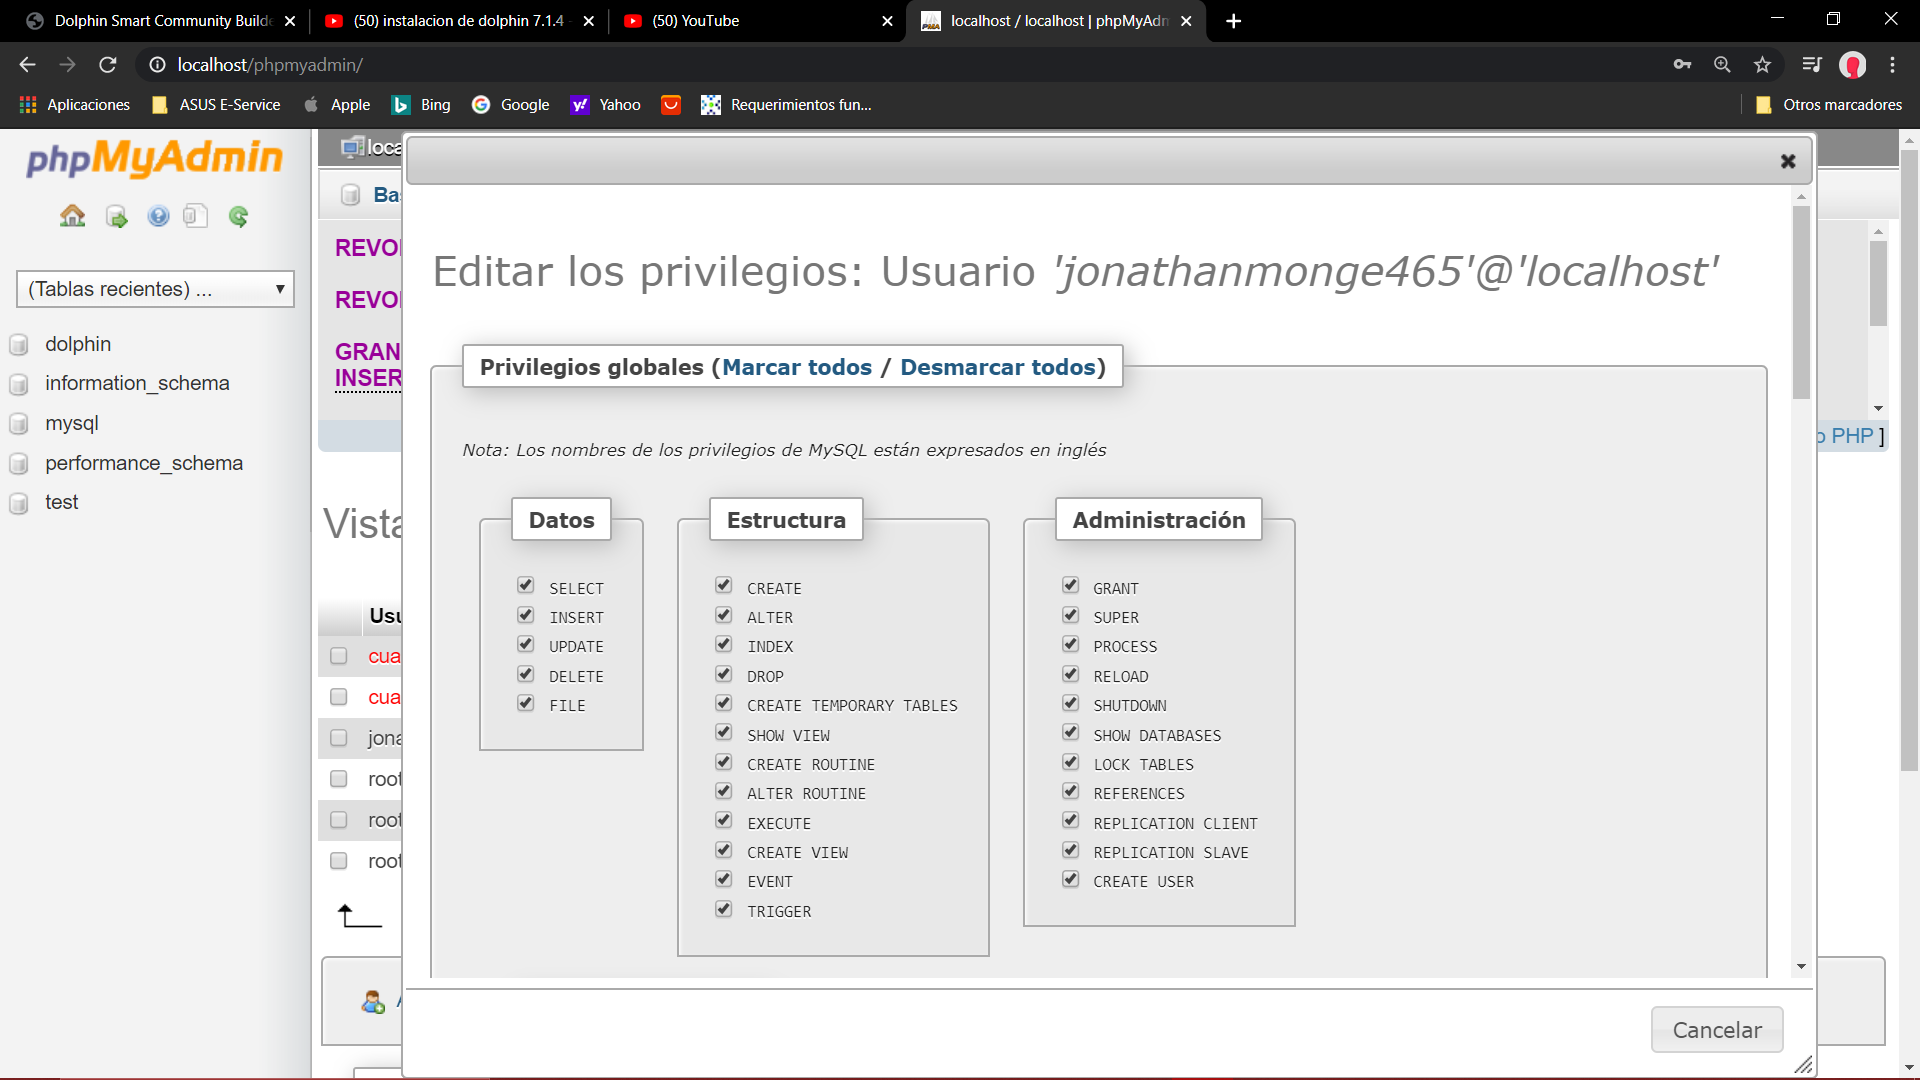 Dolphin Smart Community Builde
(50) instalacion de dolphin 7.1.4 -
(50) YouTube
localhost / localhost | phpMyAdm
localhost/phpmyadmin/
Aplicaciones
ASUS E-Service
Apple
Bing
Google
Yahoo
Requerimientos fun...
Otros marcadores
phpMyAdmin
(Tablas recientes) ...
dolphin
information_schema
mysql
performance_schema
test
loca
Bas
REVO
REVO
GRAN
INSER
o PHP ]
Vista
Usu
cua
cua
jona
root
root
root
Editar los privilegios: Usuario 'jonathanmonge465'@'localhost'
Privilegios globales (Marcar todos / Desmarcar todos)
Nota: Los nombres de los privilegios de MySQL están expresados en inglés
Datos
SELECT
INSERT
UPDATE
DELETE
FILE
Estructura
CREATE
ALTER
INDEX
DROP
CREATE TEMPORARY TABLES
SHOW VIEW
CREATE ROUTINE
ALTER ROUTINE
EXECUTE
CREATE VIEW
EVENT
TRIGGER
Administración
GRANT
SUPER
PROCESS
RELOAD
SHUTDOWN
SHOW DATABASES
LOCK TABLES
REFERENCES
REPLICATION CLIENT
REPLICATION SLAVE
CREATE USER
Cancelar